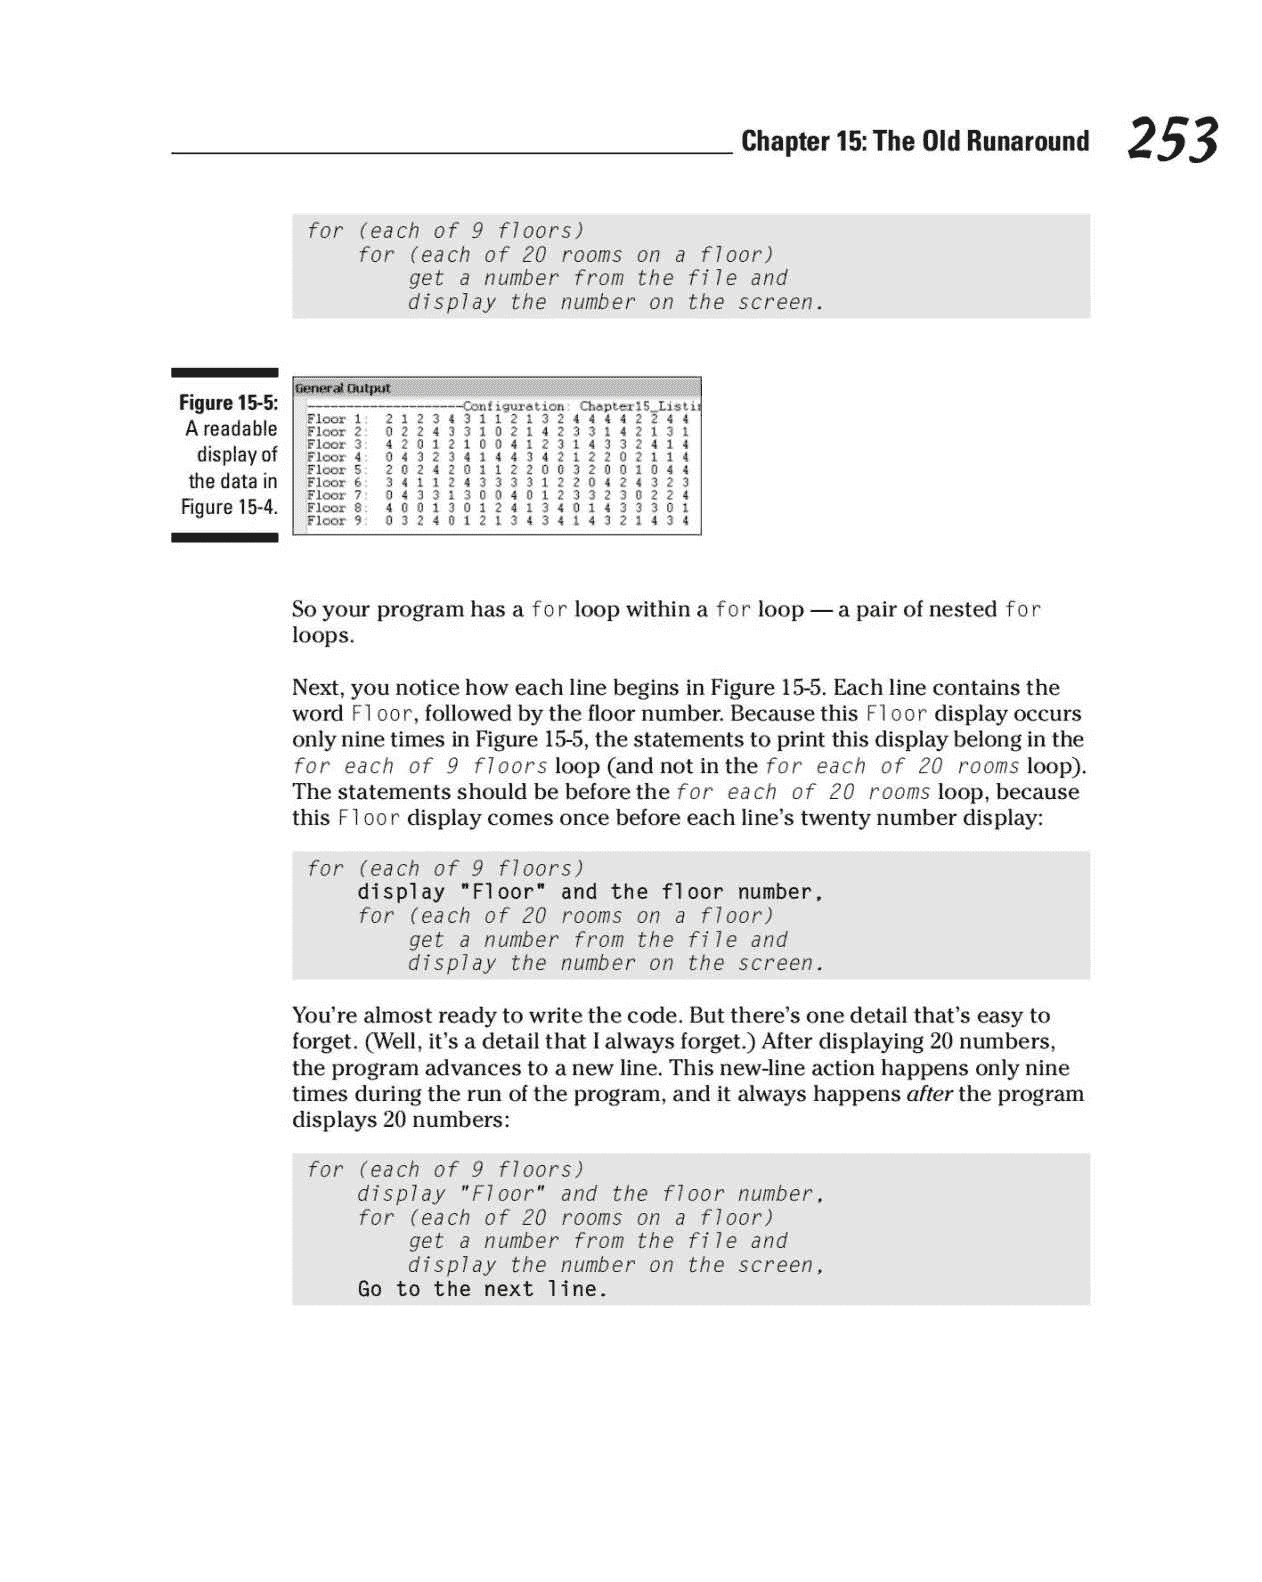 Chapter 15: The Old Runaround 253
for (each of 9 floors)
for (each of 20 rooms on a floor)
get a number from the file and
display the number on the screen.
Figure 15-5:
A readable
display of
the data in
Figure 15-4.
General Output
--------------------Configuration: Chapter15_Listi
Floor 1: 2 1 2 3 4 3 1 1 2 1 3 2 4 4 4 4 2 2 4 4
Floor 2: 0 2 2 4 3 3 1 0 2 1 4 2 3 3 1 4 2 1 3 1
Floor 3: 4 2 0 1 2 1 0 0 4 1 2 3 1 4 3 3 2 4 1 4
Floor 4: 0 4 3 2 3 4 1 4 4 3 4 2 1 2 2 0 2 1 1 4
Floor 5: 2 0 2 4 2 0 1 1 2 2 0 0 3 2 0 0 1 0 4 4
Floor 6: 3 4 1 1 2 4 3 3 3 3 1 2 2 0 4 2 4 3 2 3
Floor 7: 0 4 3 3 1 3 0 0 4 0 1 2 3 3 2 3 0 2 2 4
Floor 8: 4 0 0 1 3 0 1 2 4 1 3 4 0 1 4 3 3 3 0 1
Floor 9: 0 3 2 4 0 1 2 1 3 4 3 4 1 4 3 2 1 4 3 4
So your program has a for loop within a for loop — a pair of nested for
loops.
Next, you notice how each line begins in Figure 15-5. Each line contains the
word Floor, followed by the floor number. Because this Floor display occurs
only nine times in Figure 15-5, the statements to print this display belong in the
for each of 9 floors loop (and not in the for each of 20 rooms loop).
The statements should be before the for each of 20 rooms loop, because
this Floor display comes once before each line's twenty number display:
for (each of 9 floors)
display "Floor" and the floor number,
for (each of 20 rooms on a floor)
get a number from the file and
display the number on the screen.
You're almost ready to write the code. But there's one detail that's easy to
forget. (Well, it's a detail that I always forget.) After displaying 20 numbers,
the program advances to a new line. This new-line action happens only nine
times during the run of the program, and it always happens after the program
displays 20 numbers:
for (each of 9 floors)
display "Floor" and the floor number,
for (each of 20 rooms on a floor)
get a number from the file and
display the number on the screen,
Go to the next line.